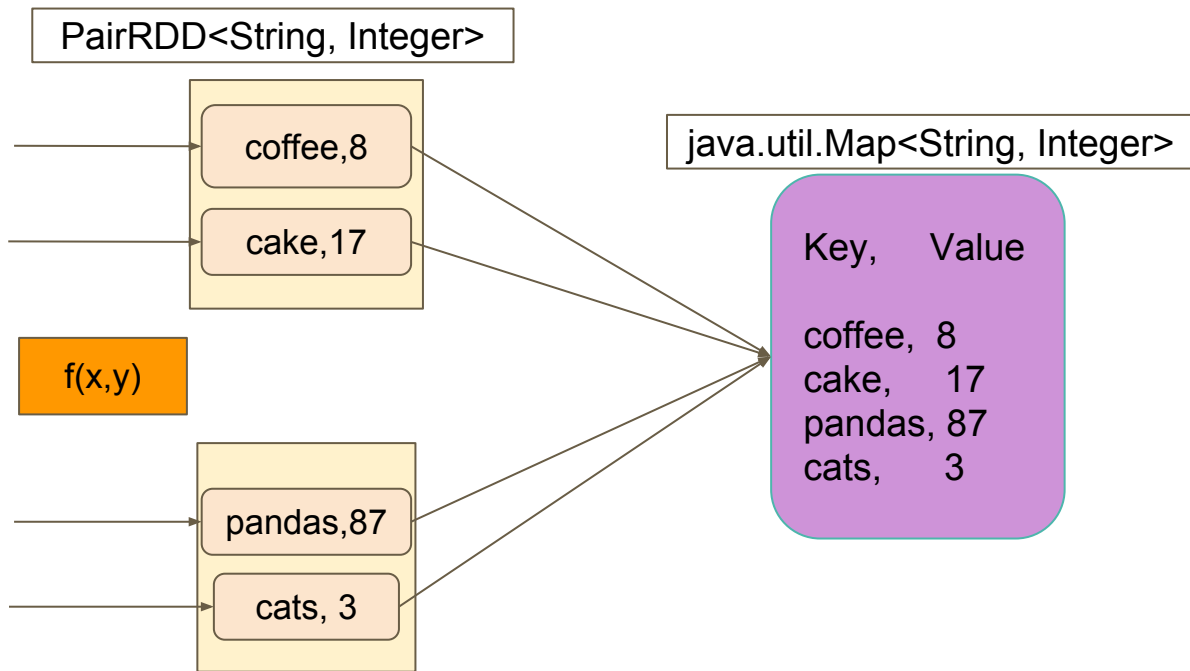 PairRDD<String, Integer>
coffee,8
cake,17
f(x,y)
pandas,87
cats, 3
java.util.Map<String, Integer>
Key, Value
coffee, 8
cake, 17
pandas, 87
cats, 3